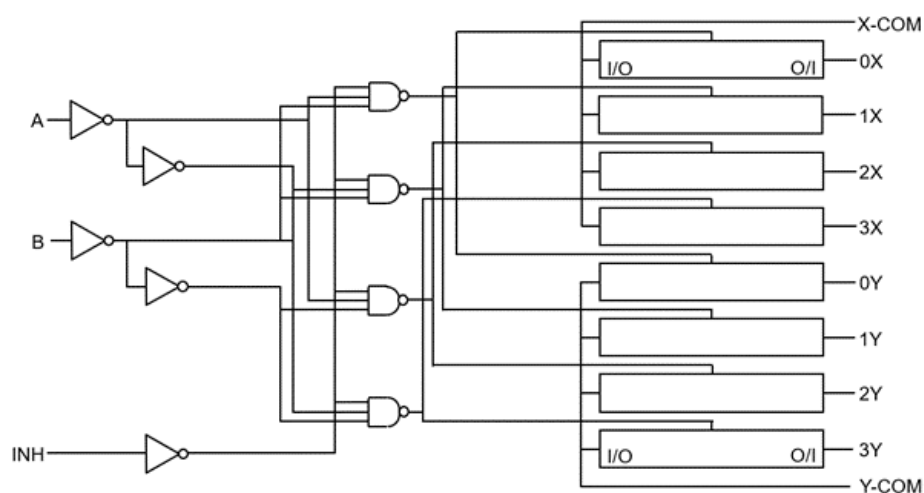 X-COM
I/O O/I 0X
A
1X
2X
B
3X
0Y
1Y
2Y
INH
I/O O/I 3Y
Y-COM